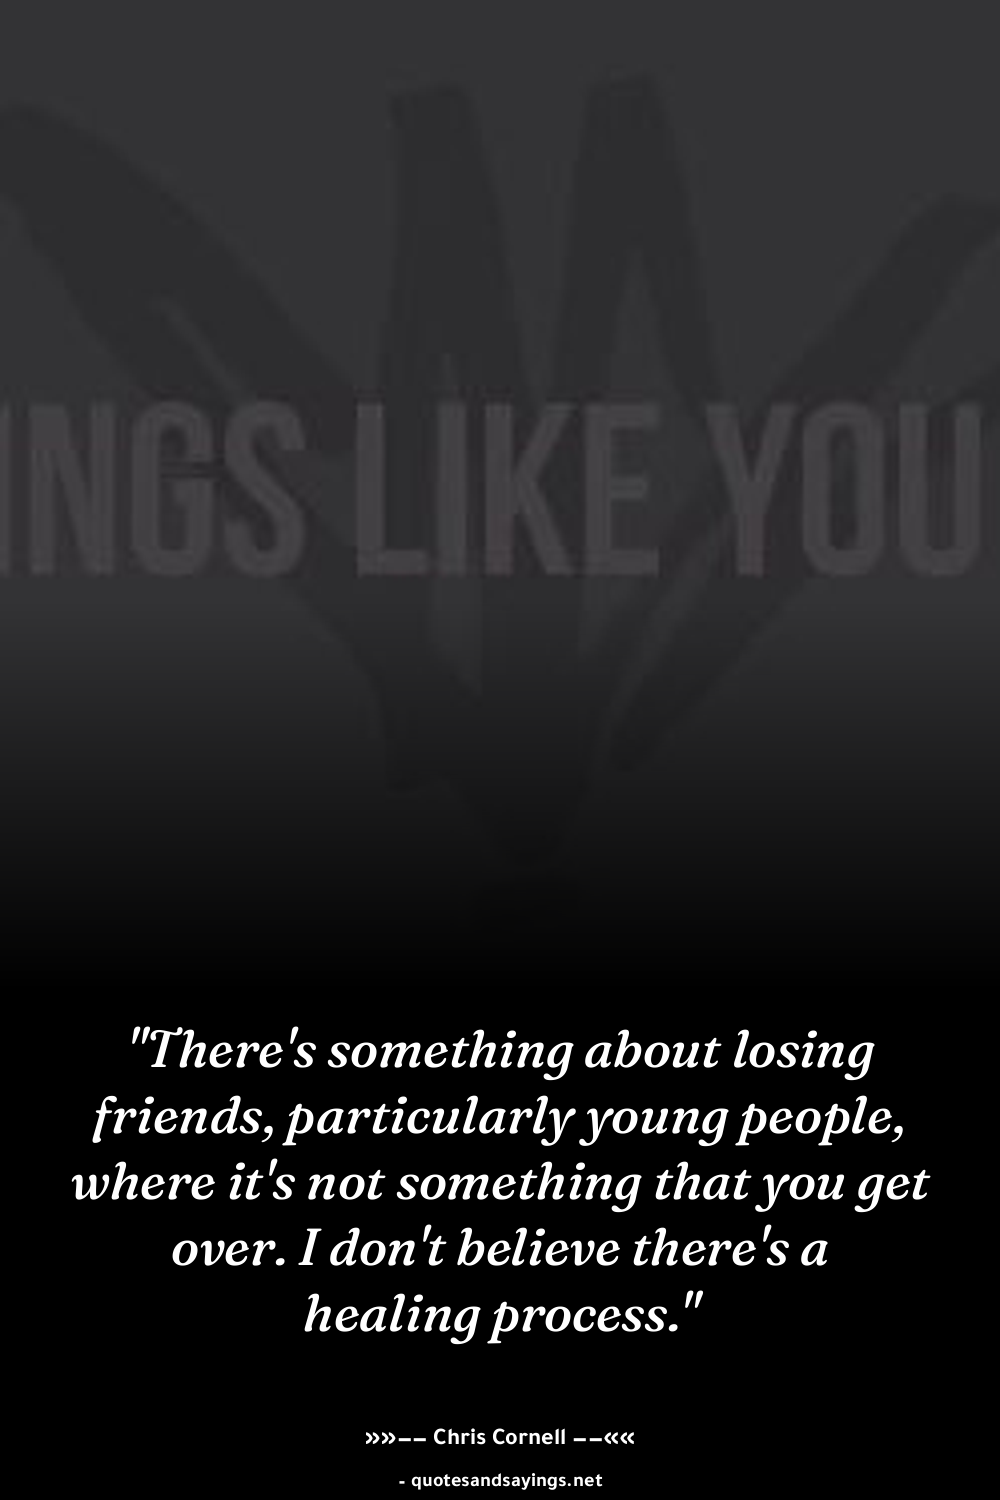 INGS LIKE YOU
"There's something about losing
friends, particularly young people,
where it's not something that you get
over. I don't believe there's a
healing process."
»»–– Chris Cornell ––««
- quotesandsayings.net